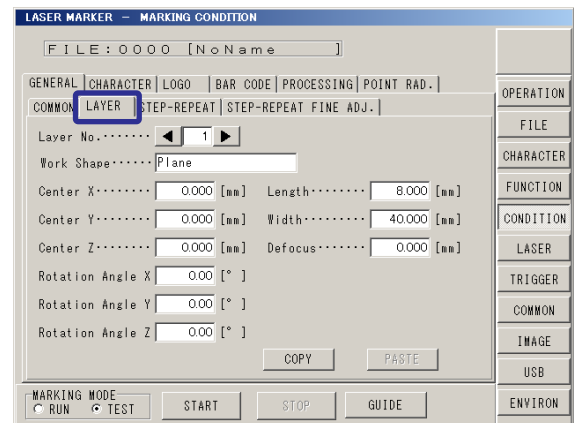 LASER MARKER － MARKING CONDITION
FILE:0000 [NoName ]
GENERAL CHARACTER LOGO BAR CODE PROCESSING POINT RAD.
COMMON LAYER STEP-REPEAT STEP-REPEAT FINE ADJ.
Layer No.······· ◀ 1 ▶
Work Shape······ Plane
Center X········ 0.000 [mm] Length········ 8.000 [mm]
Center Y········ 0.000 [mm] Width········· 40.000 [mm]
Center Z········ 0.000 [mm] Defocus······· 0.000 [mm]
Rotation Angle X 0.00 [° ]
Rotation Angle Y 0.00 [° ]
Rotation Angle Z 0.00 [° ]
COPY PASTE
MARKING MODE
RUN TEST START STOP GUIDE
OPERATION
FILE
CHARACTER
FUNCTION
CONDITION
LASER
TRIGGER
COMMON
IMAGE
USB
ENVIRON